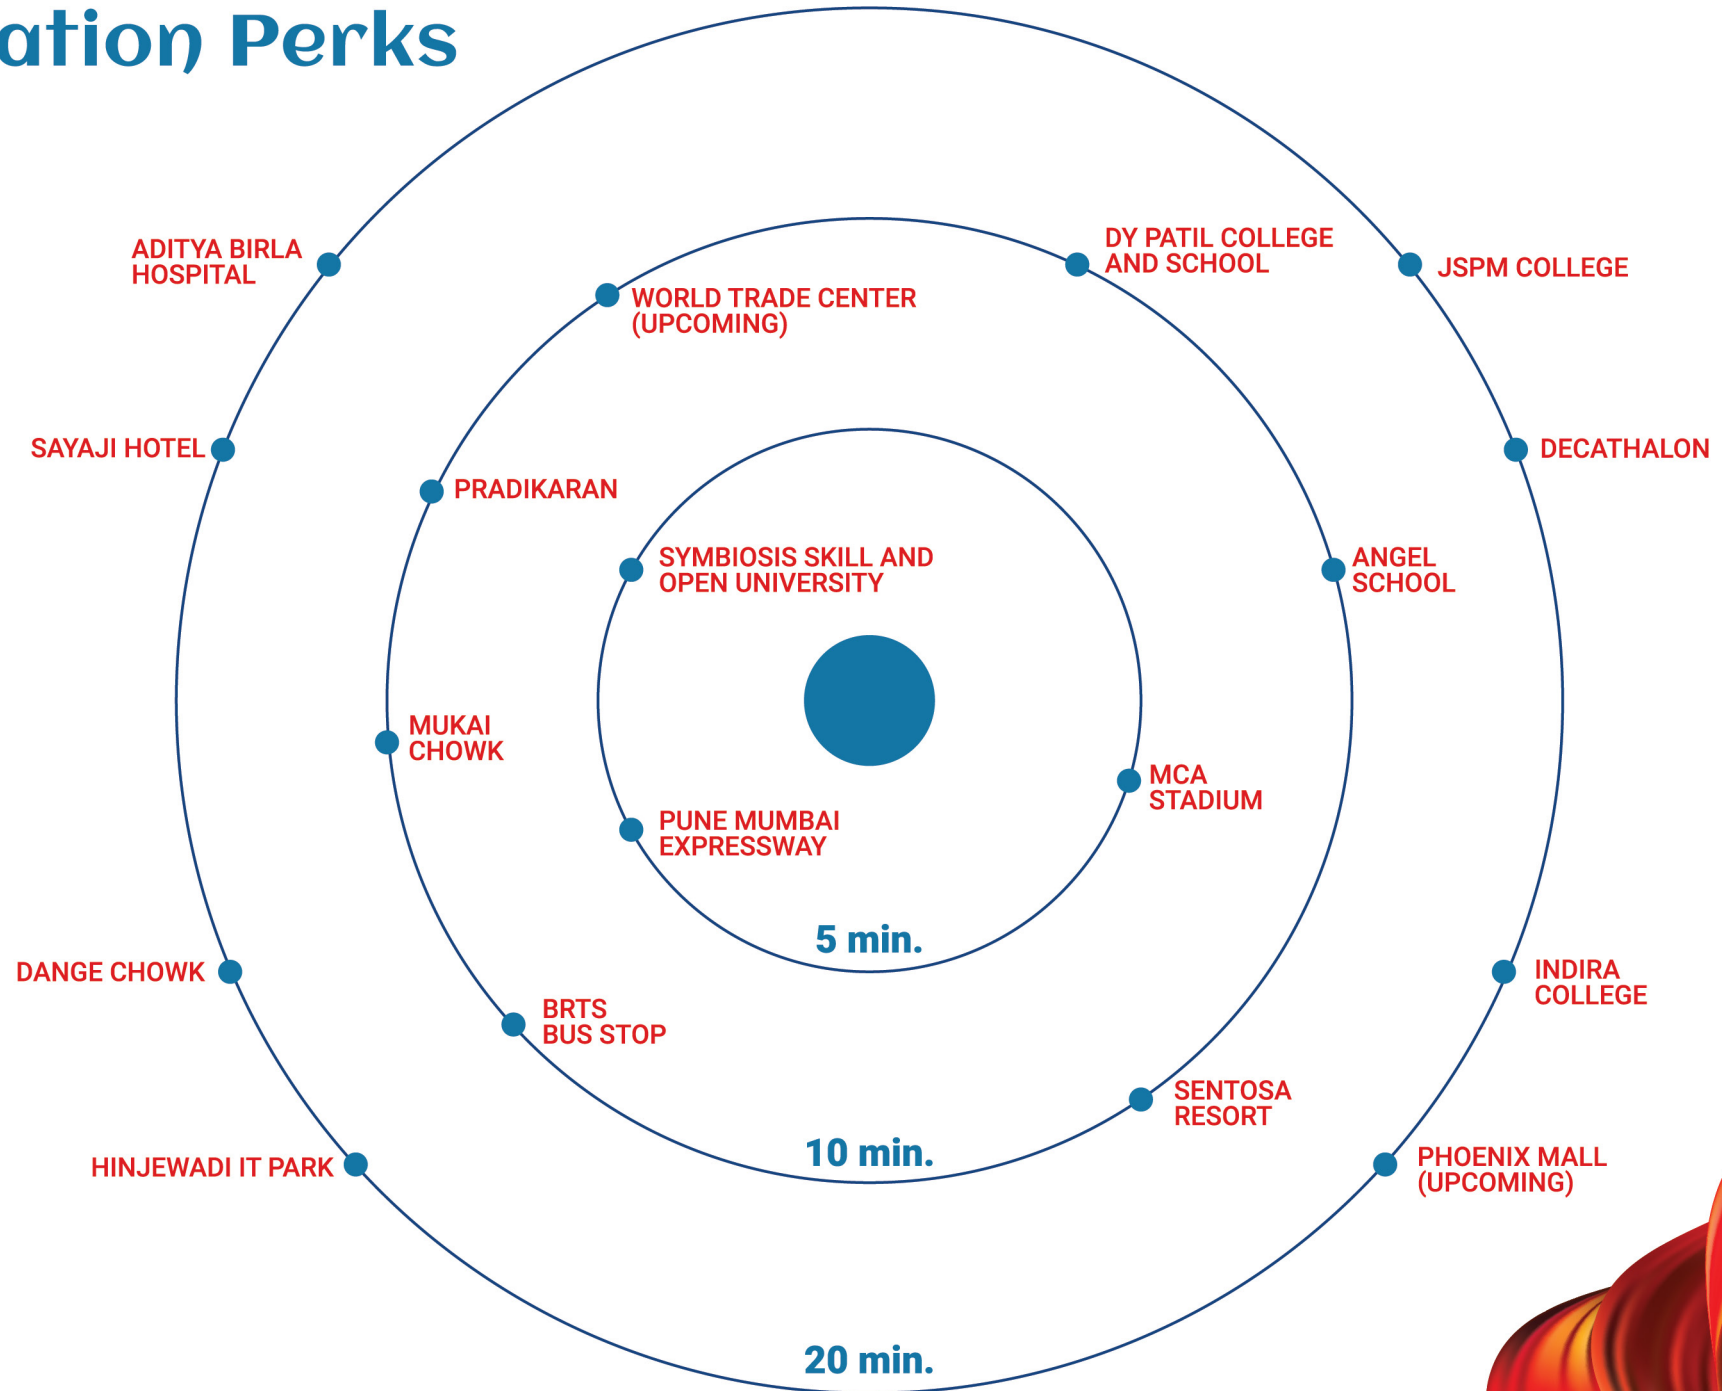 ation Perks
ADITYA BIRLA
HOSPITAL
DY PATIL COLLEGE
AND SCHOOL
JSPM COLLEGE
WORLD TRADE CENTER
(UPCOMING)
SAYAJI HOTEL
DECATHALON
PRADIKARAN
SYMBIOSIS SKILL AND
OPEN UNIVERSITY
ANGEL
SCHOOL
MUKAI
CHOWK
MCA
STADIUM
PUNE MUMBAI
EXPRESSWAY
5 min.
DANGE CHOWK
INDIRA
COLLEGE
BRTS
BUS STOP
SENTOSA
RESORT
10 min.
HINJEWADI IT PARK
PHOENIX MALL
(UPCOMING)
20 min.